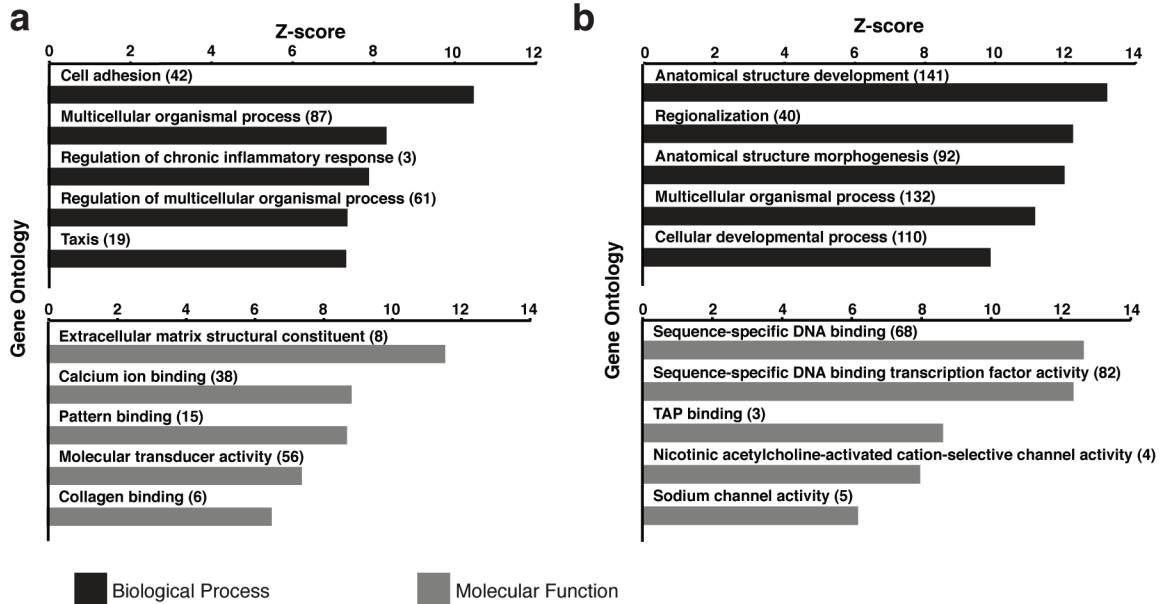 a
Z-score
0 2 4 6 8 10 12
Cell adhesion (42)
Multicellular organismal process (87)
Regulation of chronic inflammatory response (3)
Regulation of multicellular organismal process (61)
Taxis (19)
Gene Ontology
0 2 4 6 8 10 12 14
Extracellular matrix structural constituent (8)
Calcium ion binding (38)
Pattern binding (15)
Molecular transducer activity (56)
Collagen binding (6)
b
Z-score
0 2 4 6 8 10 12 14
Anatomical structure development (141)
Regionalization (40)
Anatomical structure morphogenesis (92)
Multicellular organismal process (132)
Cellular developmental process (110)
Gene Ontology
0 2 4 6 8 10 12 14
Sequence-specific DNA binding (68)
Sequence-specific DNA binding transcription factor activity (82)
TAP binding (3)
Nicotinic acetylcholine-activated cation-selective channel activity (4)
Sodium channel activity (5)
Biological Process
Molecular Function